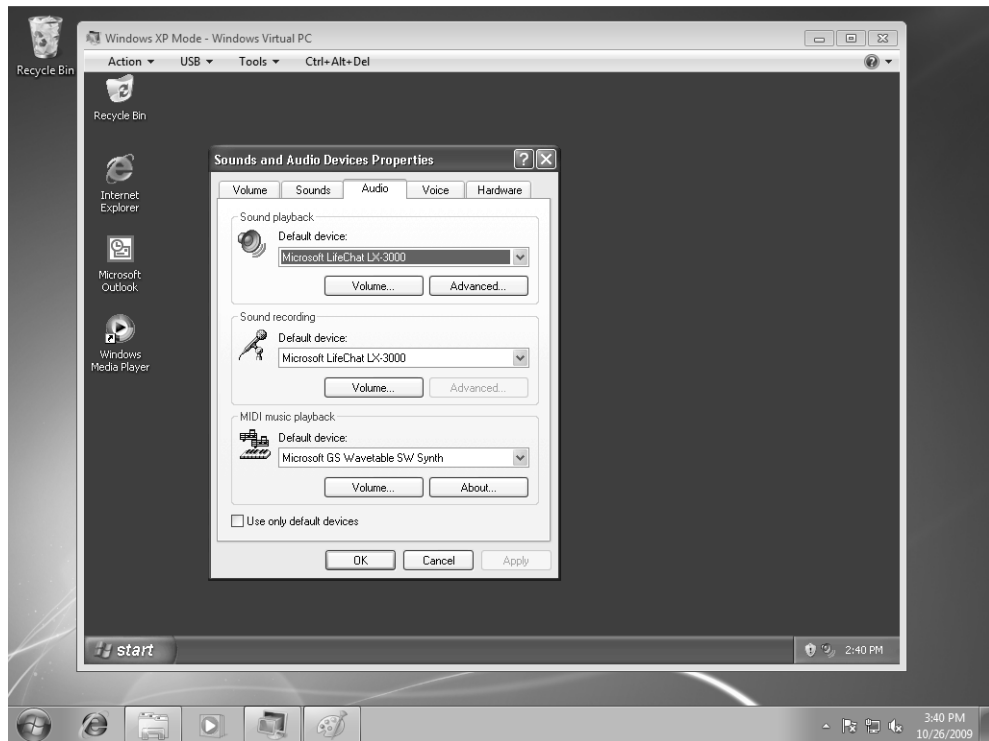 Recycle Bin
Windows XP Mode - Windows Virtual PC
Action USB Tools Ctrl+Alt+Del
Recycle Bin
Internet
Explorer
Microsoft
Outlook
Windows
Media Player
Sounds and Audio Devices Properties
Volume Sounds Audio Voice Hardware
Sound playback
Default device:
Microsoft LifeChat LX-3000
Volume... Advanced...
Sound recording
Default device:
Microsoft LifeChat LX-3000
Volume... Advanced...
MIDI music playback
Default device:
Microsoft GS Wavetable SW Synth
Volume... About...
Use only default devices
OK Cancel Apply
start 2:40 PM
3:40 PM
10/26/2009